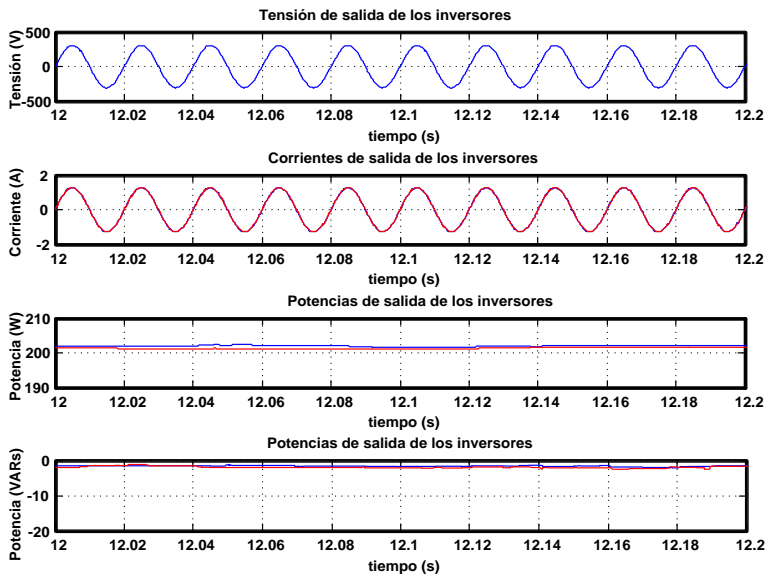 Tensión de salida de los inversores
Tensión (V)
500
0
-500
12 12.02 12.04 12.06 12.08 12.1 12.12 12.14 12.16 12.18 12.2
tiempo (s)
Corrientes de salida de los inversores
Corriente (A)
2
0
-2
12 12.02 12.04 12.06 12.08 12.1 12.12 12.14 12.16 12.18 12.2
tiempo (s)
Potencias de salida de los inversores
Potencia (W)
210
200
190
12 12.02 12.04 12.06 12.08 12.1 12.12 12.14 12.16 12.18 12.2
tiempo (s)
Potencias de salida de los inversores
Potencia (VARs)
0
-10
-20
12 12.02 12.04 12.06 12.08 12.1 12.12 12.14 12.16 12.18 12.2
tiempo (s)